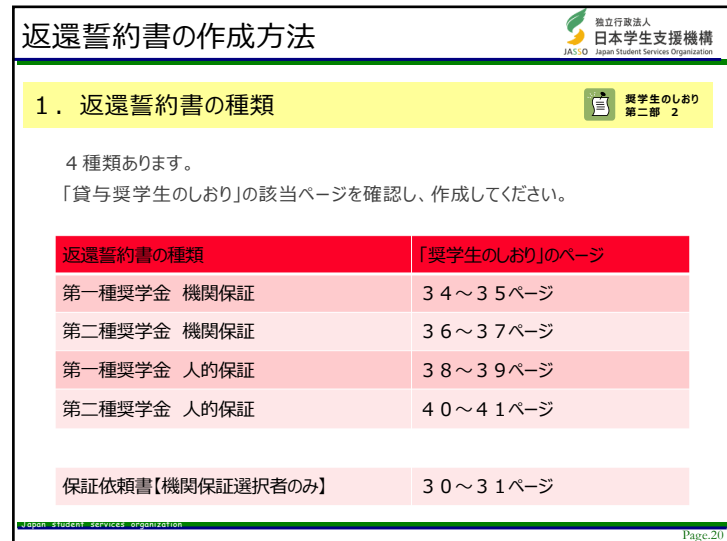 返還誓約書の作成方法
独立行政法人
日本学生支援機構
JASSO Japan Student Services Organization
１．返還誓約書の種類
奨学生のしおり
第二部 2
４種類あります。
「貸与奨学生のしおり」の該当ページを確認し、作成してください。
返還誓約書の種類 「奨学生のしおり」のページ
第一種奨学金 機関保証 ３４～３５ページ
第二種奨学金 機関保証 ３６～３７ページ
第一種奨学金 人的保証 ３８～３９ページ
第二種奨学金 人的保証 ４０～４１ページ
保証依頼書【機関保証選択者のみ】 ３０～３１ページ
Japan student services organization
Page.20